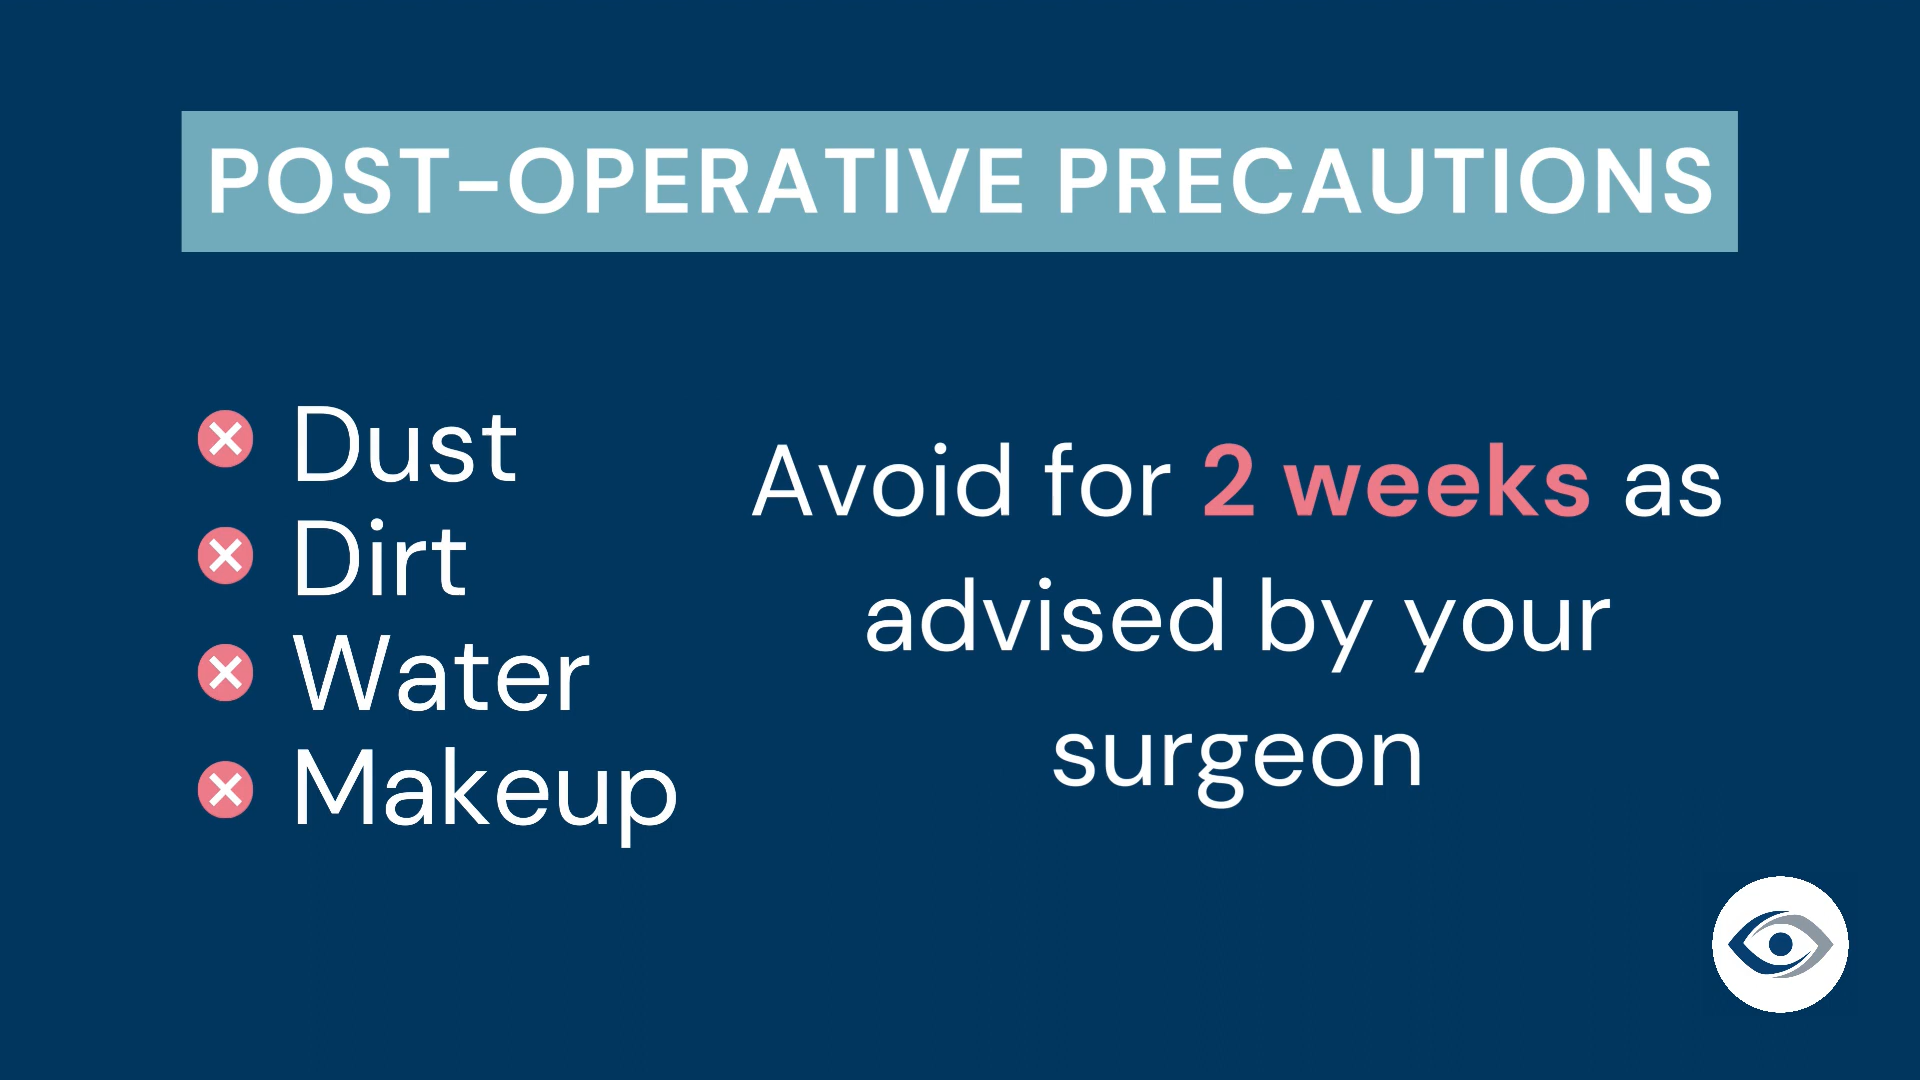 POST-OPERATIVE PRECAUTIONS
Dust
Dirt
Water
Makeup
Avoid for 2 weeks as
advised by your
surgeon